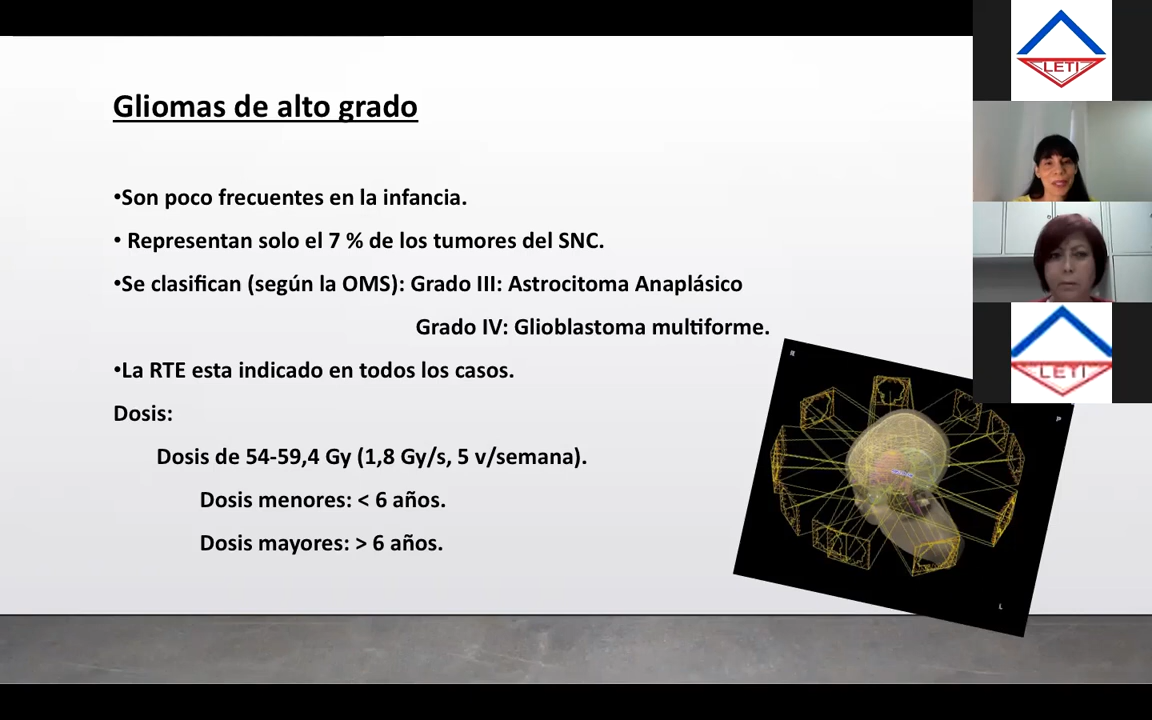 Gliomas de alto grado
•Son poco frecuentes en la infancia.
• Representan solo el 7 % de los tumores del SNC.
•Se clasifican (según la OMS): Grado III: Astrocitoma Anaplásico
Grado IV: Glioblastoma multiforme.
•La RTE esta indicado en todos los casos.
Dosis:
Dosis de 54-59,4 Gy (1,8 Gy/s, 5 v/semana).
Dosis menores: < 6 años.
Dosis mayores: > 6 años.
LETI
LETI
P
L